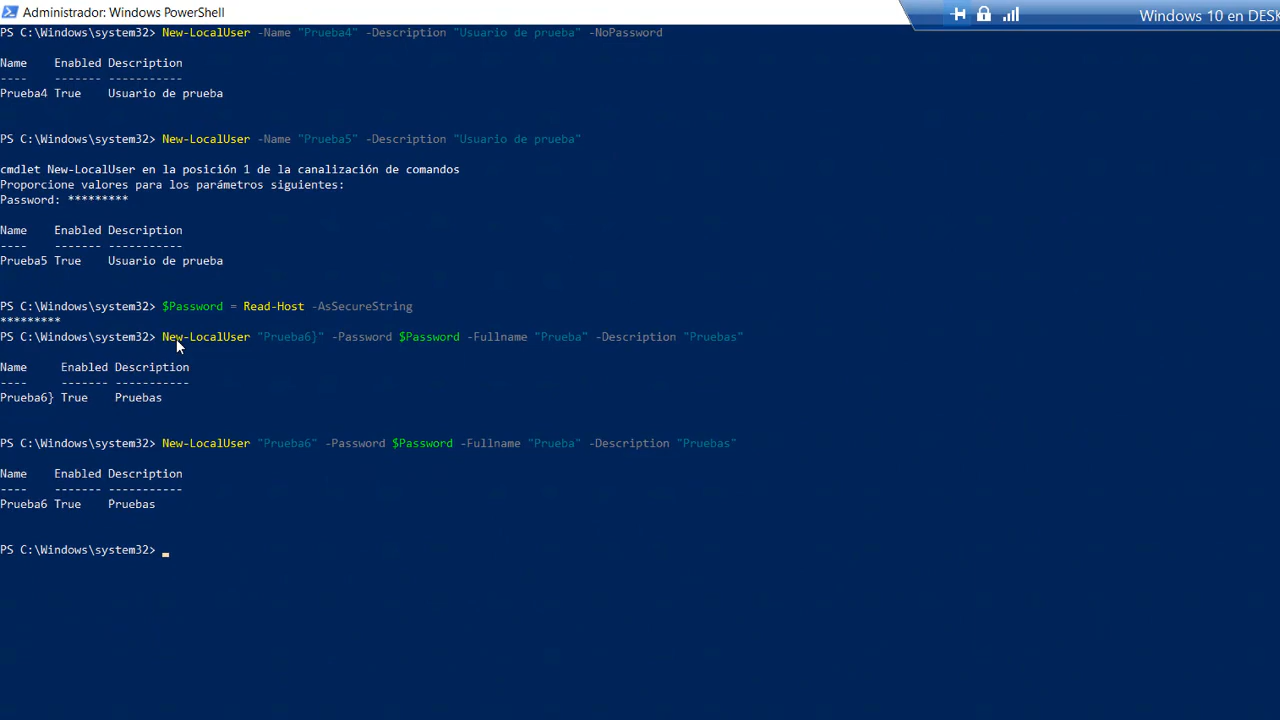 Administrador: Windows PowerShell
Windows 10 en DESK
PS C:\Windows\system32> New-LocalUser -Name "Prueba4" -Description "Usuario de prueba" -NoPassword
Name    Enabled Description
----    ------- -----------
Prueba4 True    Usuario de prueba
PS C:\Windows\system32> New-LocalUser -Name "Prueba5" -Description "Usuario de prueba"
cmdlet New-LocalUser en la posición 1 de la canalización de comandos
Proporcione valores para los parámetros siguientes:
Password: *********
Name    Enabled Description
----    ------- -----------
Prueba5 True    Usuario de prueba
PS C:\Windows\system32> $Password = Read-Host -AsSecureString
*********
PS C:\Windows\system32> New-LocalUser "Prueba6}" -Password $Password -Fullname "Prueba" -Description "Pruebas"
Name     Enabled Description
----     ------- -----------
Prueba6} True    Pruebas
PS C:\Windows\system32> New-LocalUser "Prueba6" -Password $Password -Fullname "Prueba" -Description "Pruebas"
Name    Enabled Description
----    ------- -----------
Prueba6 True    Pruebas
PS C:\Windows\system32>